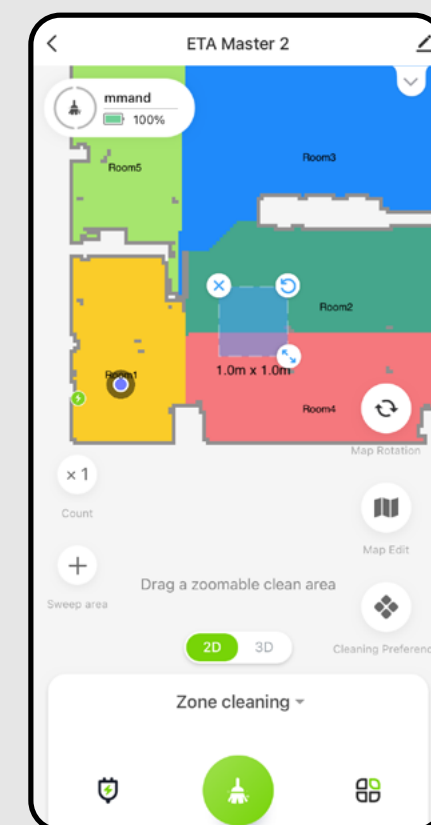 ETA Master 2
mmand
100%
Room3
Room5
Room2
Room1
1.0m x 1.0m
Room4
Map Rotation
× 1
Count
Map Edit
Drag a zoomable clean area
Sweep area
2D 3D
Cleaning Preferenc
Zone cleaning